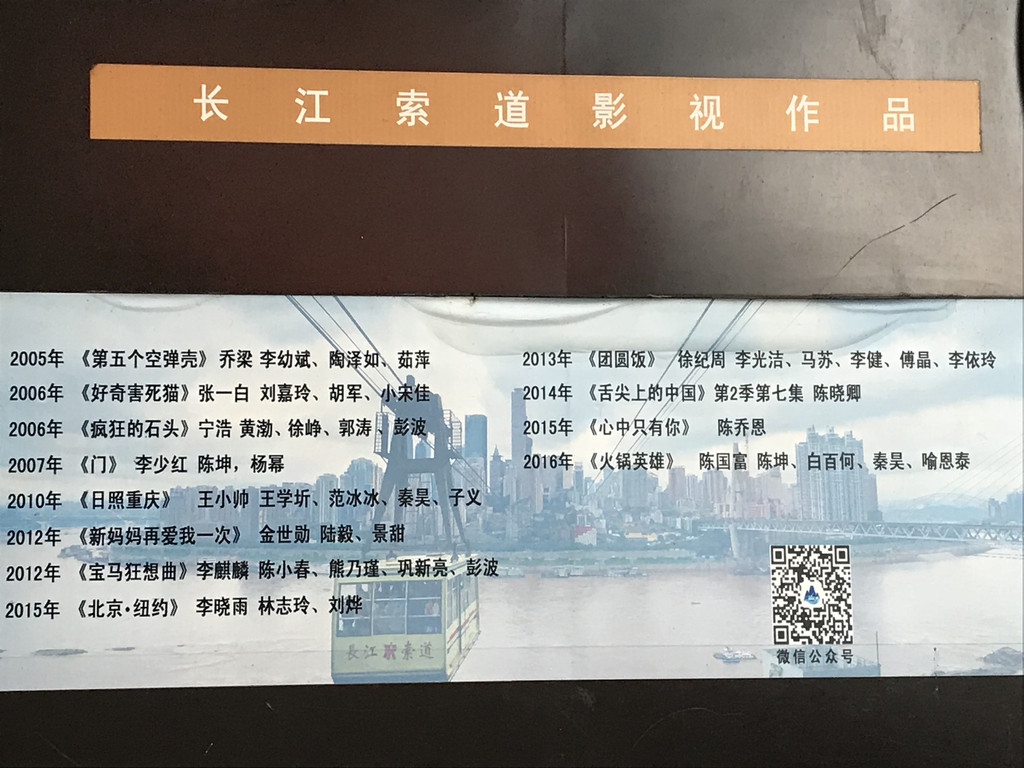 长江索道影视作品
2005年 《第五个空弹壳》 乔梁 李幼斌、陶泽如、茹萍
2006年 《好奇害死猫》张一白 刘嘉玲、胡军、小宋佳
2006年 《疯狂的石头》宁浩 黄渤、徐峥、郭涛、彭波
2007年 《门》 李少红 陈坤，杨幂
2010年 《日照重庆》 王小帅 王学圻、范冰冰、秦昊、子义
2012年 《新妈妈再爱我一次》 金世勋 陆毅、景甜
2012年 《宝马狂想曲》李麒麟 陈小春、熊乃瑾、巩新亮、彭波
2015年 《北京·纽约》 李晓雨 林志玲、刘烨
2013年 《团圆饭》 徐纪周 李光洁、马苏、李健、傅晶、李依玲
2014年 《舌尖上的中国》第2季第七集 陈晓卿
2015年 《心中只有你》 陈乔恩
2016年 《火锅英雄》 陈国富 陈坤、白百何、秦昊、喻恩泰
微信公众号
長江索道